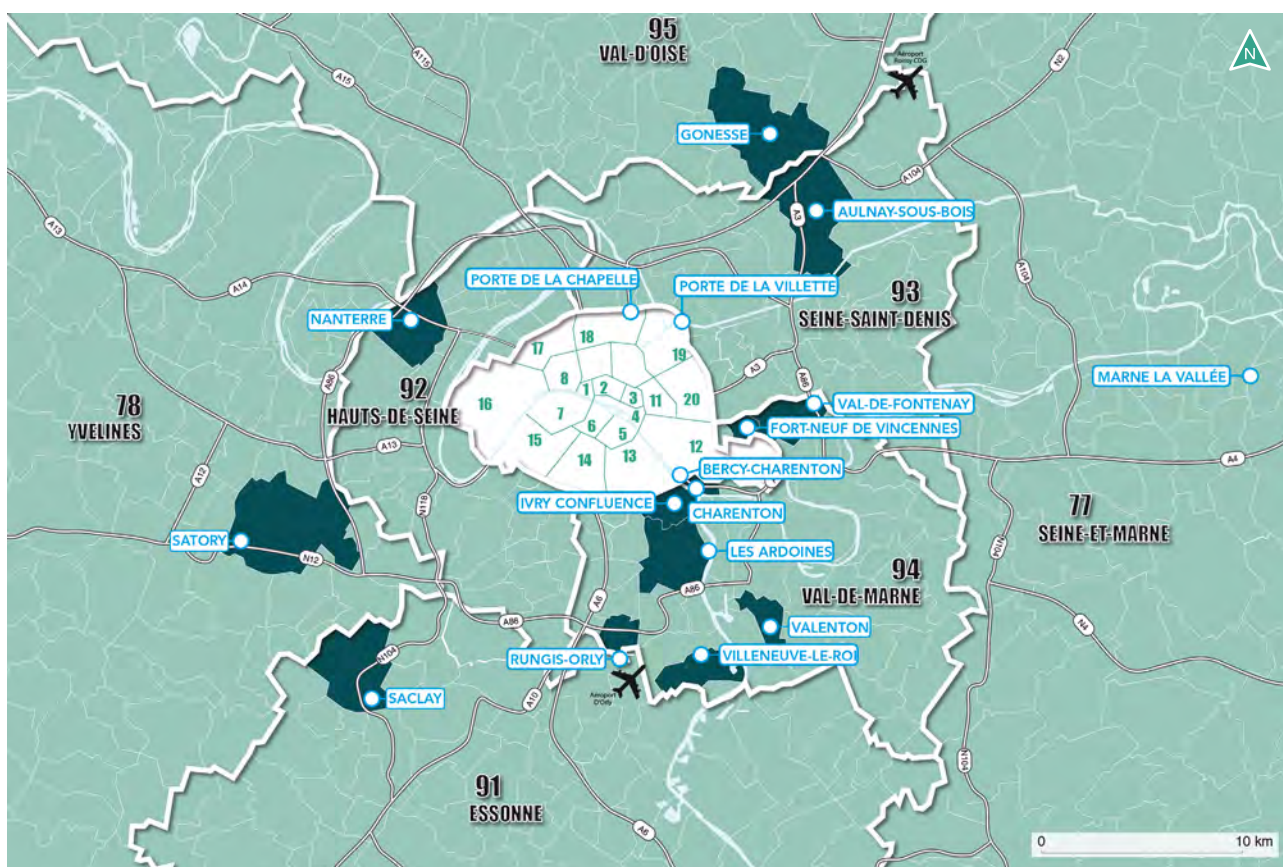 95
VAL-D'OISE
Aéroport
Roissy-CDG
N
A15
A115
N2
GONESSE
A104
A3
AULNAY-SOUS-BOIS
A13
A14
A104
PORTE DE LA CHAPELLE
PORTE DE LA VILLETTE
93
SEINE-SAINT-DENIS
NANTERRE
18
17
19
8
1
2
3
11
20
16
7
4
6
5
15
14
13
12
A3
A86
MARNE LA VALLÉE
A86
92
HAUTS-DE-SEINE
78
YVELINES
VAL-DE-FONTENAY
FORT-NEUF DE VINCENNES
A13
A12
A4
BERCY-CHARENTON
N118
IVRY CONFLUENCE
CHARENTON
77
SEINE-ET-MARNE
SATORY
N12
LES ARDOINES
N104
94
VAL-DE-MARNE
A86
A6
A86
VALENTON
N4
N104
RUNGIS-ORLY
VILLENEUVE-LE-ROI
Aéroport
D'Orly
SACLAY
A10
91
ESSONNE
N104
A6
0
10 km